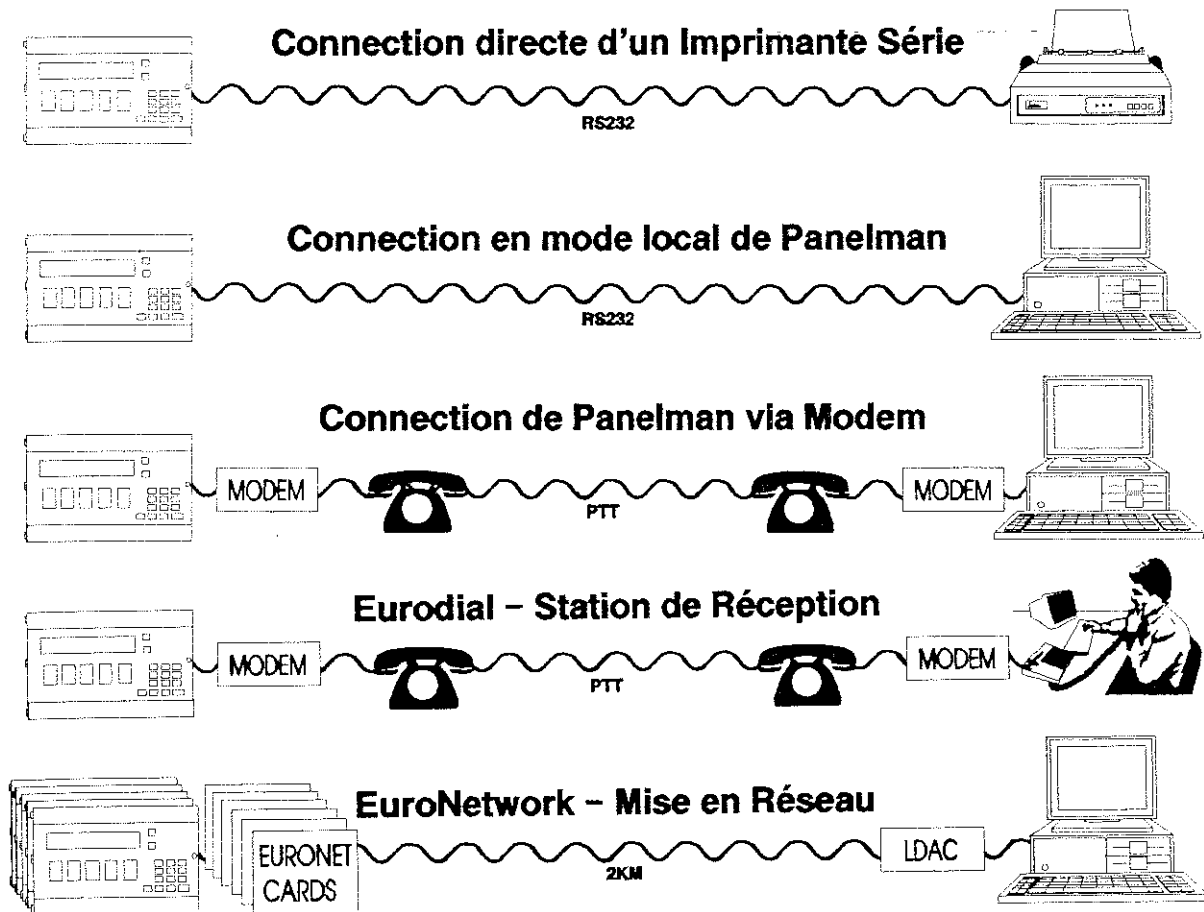 Connection directe d'un Imprimante Série
RS232
Connection en mode local de Panelman
RS232
Connection de Panelman via Modem
MODEM
MODEM
PTT
Eurodial – Station de Réception
MODEM
MODEM
PTT
EuroNetwork – Mise en Réseau
EURONET
CARDS
LDAC
2KM